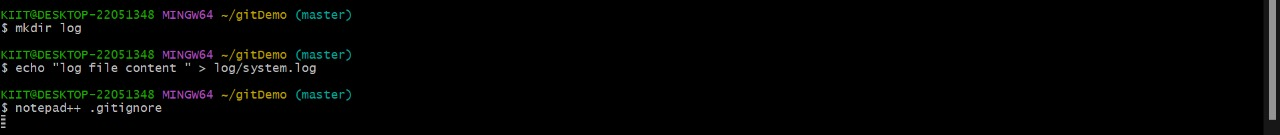 KIIT@DESKTOP-22051348 MINGW64 ~/gitDemo (master)
$ mkdir log
KIIT@DESKTOP-22051348 MINGW64 ~/gitDemo (master)
$ echo "log file content " > log/system.log
KIIT@DESKTOP-22051348 MINGW64 ~/gitDemo (master)
$ notepad++ .gitignore